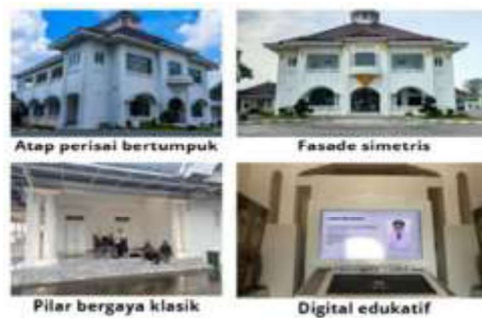 Atap perisai bertumpuk
Fasade simetris
Pilar bergaya klasik
Digital edukatif